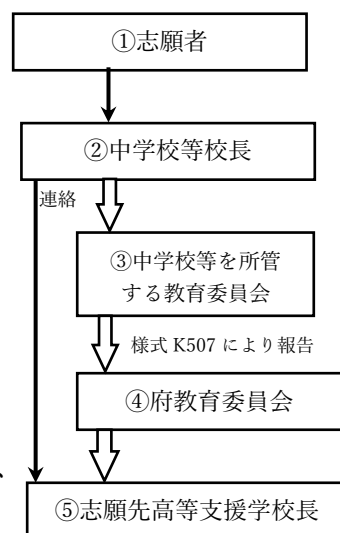 ①志願者
②中学校等校長
連絡
③中学校等を所管
する教育委員会
様式 K507 により報告
④府教育委員会
⑤志願先高等支援学校長